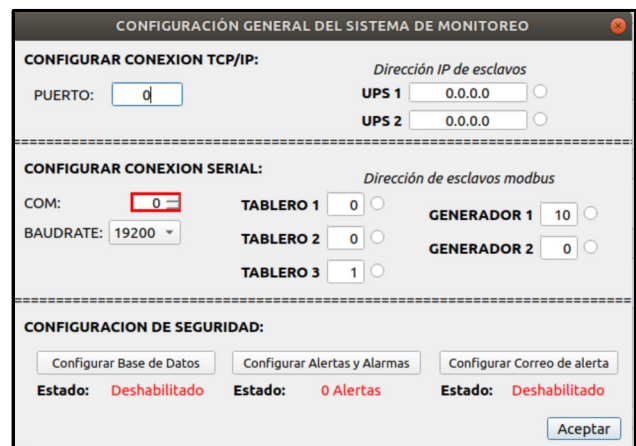 CONFIGURACIÓN GENERAL DEL SISTEMA DE MONITOREO
CONFIGURAR CONEXION TCP/IP:
Dirección IP de esclavos
PUERTO: 0
UPS 1 0.0.0.0
UPS 2 0.0.0.0
CONFIGURAR CONEXION SERIAL:
Dirección de esclavos modbus
COM: 0
TABLERO 1 0
GENERADOR 1 10
BAUDRATE: 19200
TABLERO 2 0
GENERADOR 2 0
TABLERO 3 1
CONFIGURACION DE SEGURIDAD:
Configurar Base de Datos Configurar Alertas y Alarmas Configurar Correo de alerta
Estado: Deshabilitado Estado: 0 Alertas Estado: Deshabilitado
Aceptar